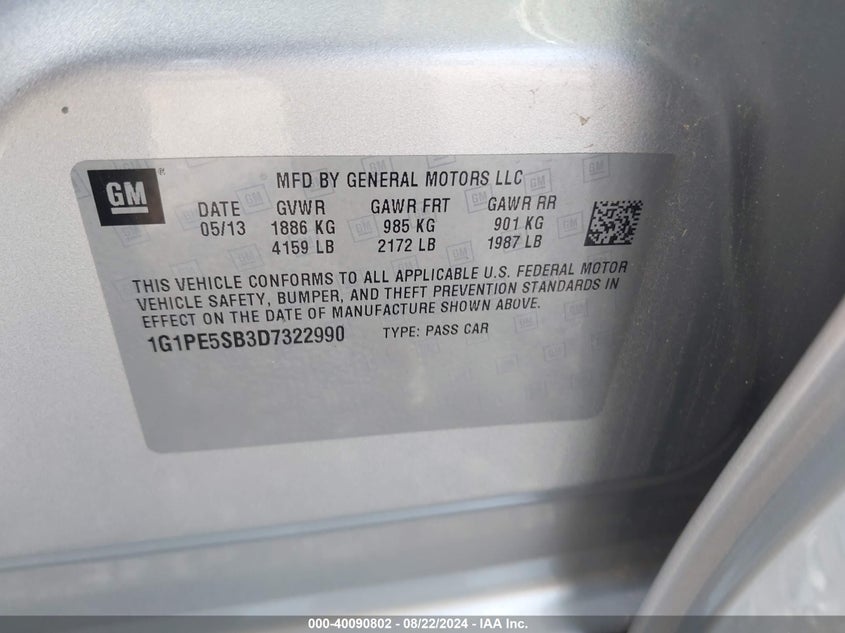 GM
MFD BY GENERAL MOTORS LLC
DATE GVWR GAWR FRT GAWR RR
05/13 1886 KG 985 KG 901 KG
4159 LB 2172 LB 1987 LB
THIS VEHICLE CONFORMS TO ALL APPLICABLE U.S. FEDERAL MOTOR
VEHICLE SAFETY, BUMPER, AND THEFT PREVENTION STANDARDS IN
EFFECT ON THE DATE OF MANUFACTURE SHOWN ABOVE.
1G1PE5SB3D7322990 TYPE: PASS CAR
000-40090802 - 08/22/2024 - IAA Inc.